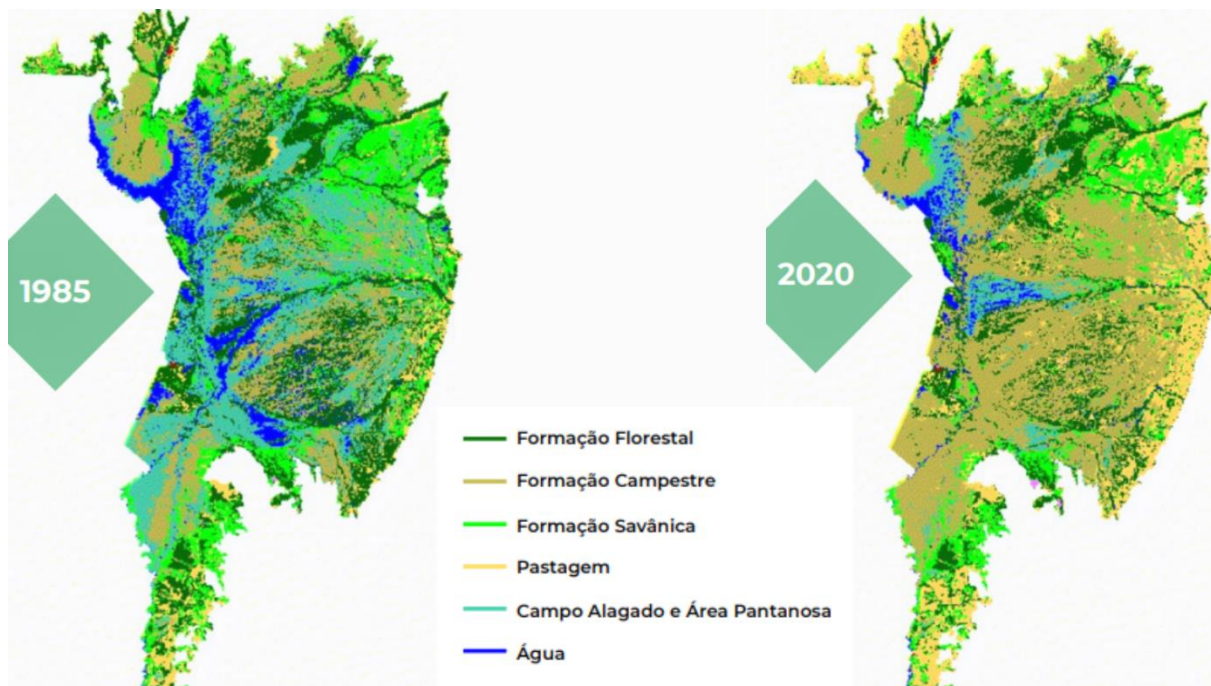 1985
2020
Formação Florestal
Formação Campestre
Formação Savânica
Pastagem
Campo Alagado e Área Pantanosa
Água